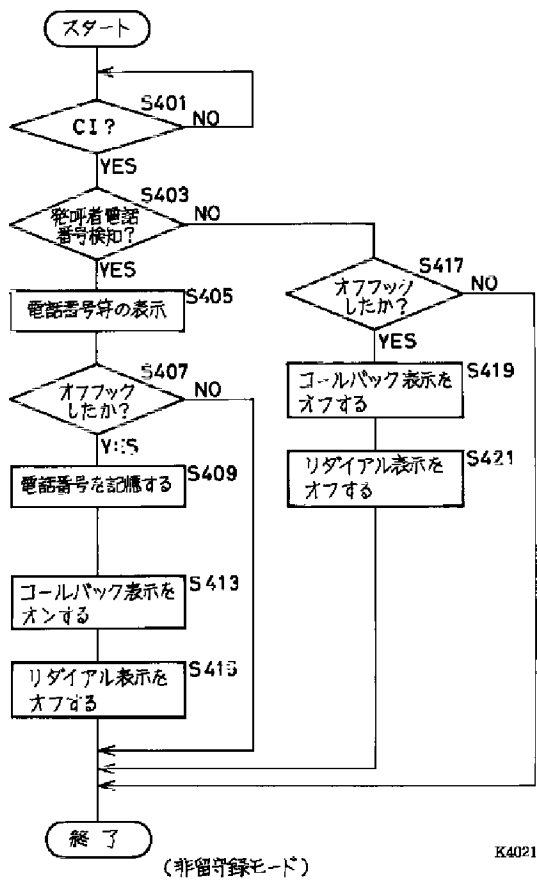 スタート
S401
CI?
NO
YES
S403
発呼者電話
番号検知?
NO
YES
S405
電話番号等の表示
S407
オフフック
したか?
NO
YES
S409
電話番号を記憶する
S413
コールバック表示を
オンする
S415
リダイアル表示を
オフする
S417
オフフック
したか?
NO
YES
S419
コールバック表示を
オフする
S421
リダイアル表示を
オフする
終了
(非留守録モード)
K4021